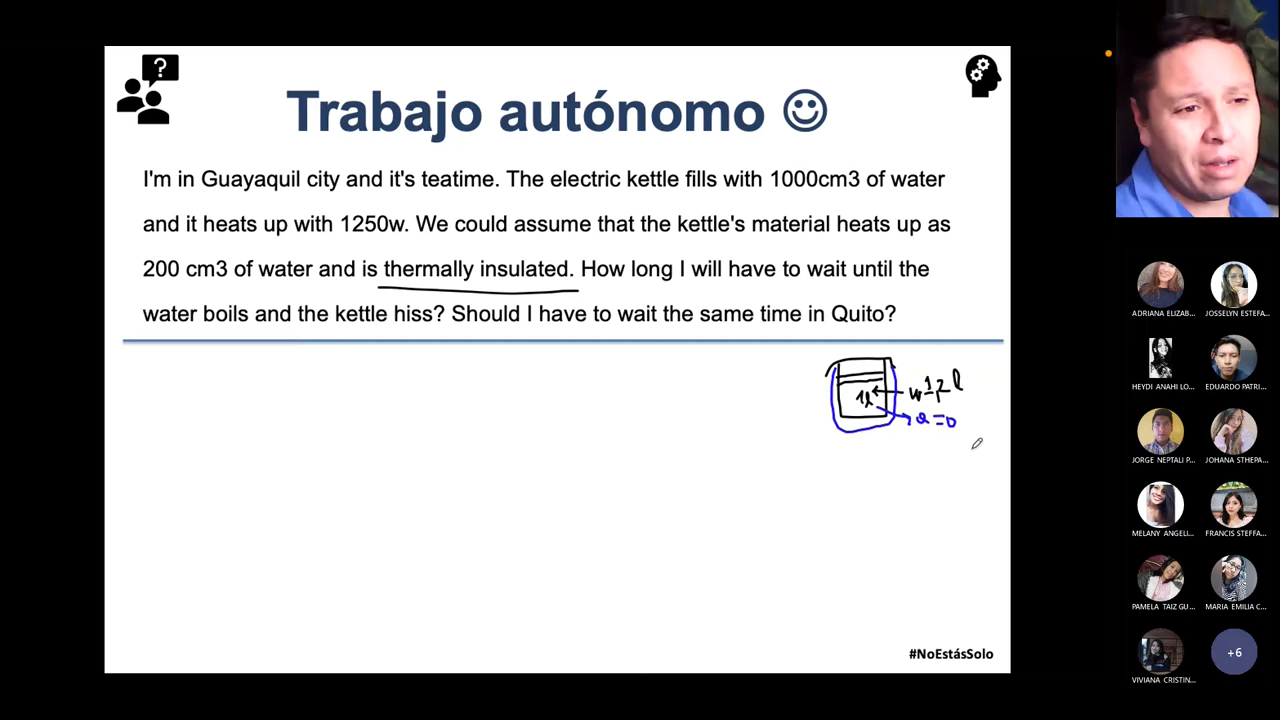 Trabajo autónomo
I'm in Guayaquil city and it's teatime. The electric kettle fills with 1000cm3 of water
and it heats up with 1250w. We could assume that the kettle's material heats up as
200 cm3 of water and is thermally insulated. How long I will have to wait until the
water boils and the kettle hiss? Should I have to wait the same time in Quito?
1l
Q=0
#NoEstásSolo
ADRIANA ELIZAB...
JOSSELYN ESTEFA...
HEYDI ANAHI LO...
EDUARDO PATRI...
JORGE NEPTALI P...
JOHANA STHEPA...
MELANY ANGELI...
FRANCIS STEFFA...
PAMELA TAIZ GU...
MARIA EMILIA C...
VIVIANA CRISTIN...
+6